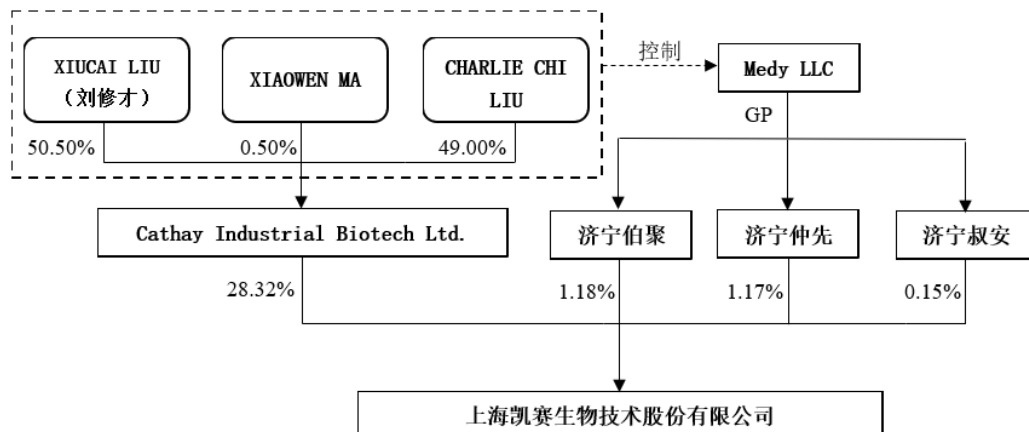 XIUCAI LIU
（刘修才）
XIAOWEN MA
CHARLIE CHI
LIU
控制
Medy LLC
GP
50.50%
0.50%
49.00%
Cathay Industrial Biotech Ltd.
济宁伯聚
济宁仲先
济宁叔安
28.32%
1.18%
1.17%
0.15%
上海凯赛生物技术股份有限公司